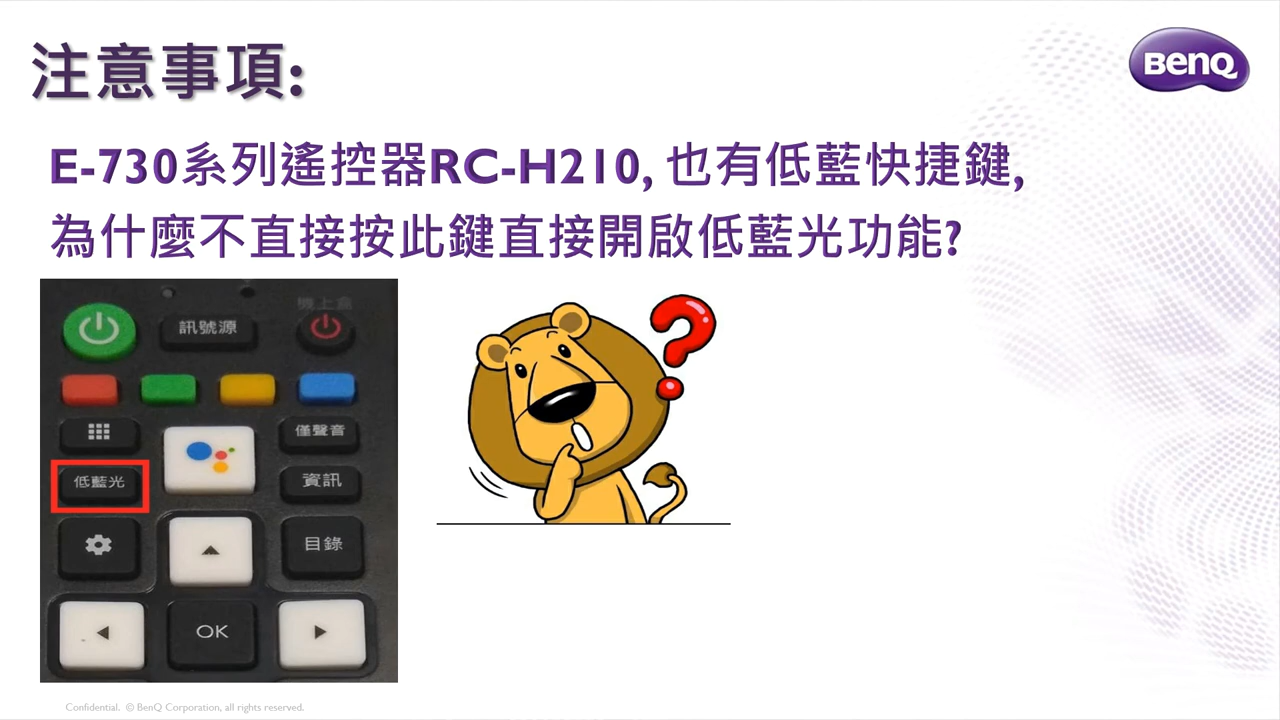 注意事項:
BenQ
E-730系列遙控器RC-H210, 也有低藍快捷鍵,
為什麼不直接按此鍵直接開啟低藍光功能?
機上盒
訊號源
僅聲音
低藍光
資訊
目錄
OK
Confidential. © BenQ Corporation, all rights reserved.